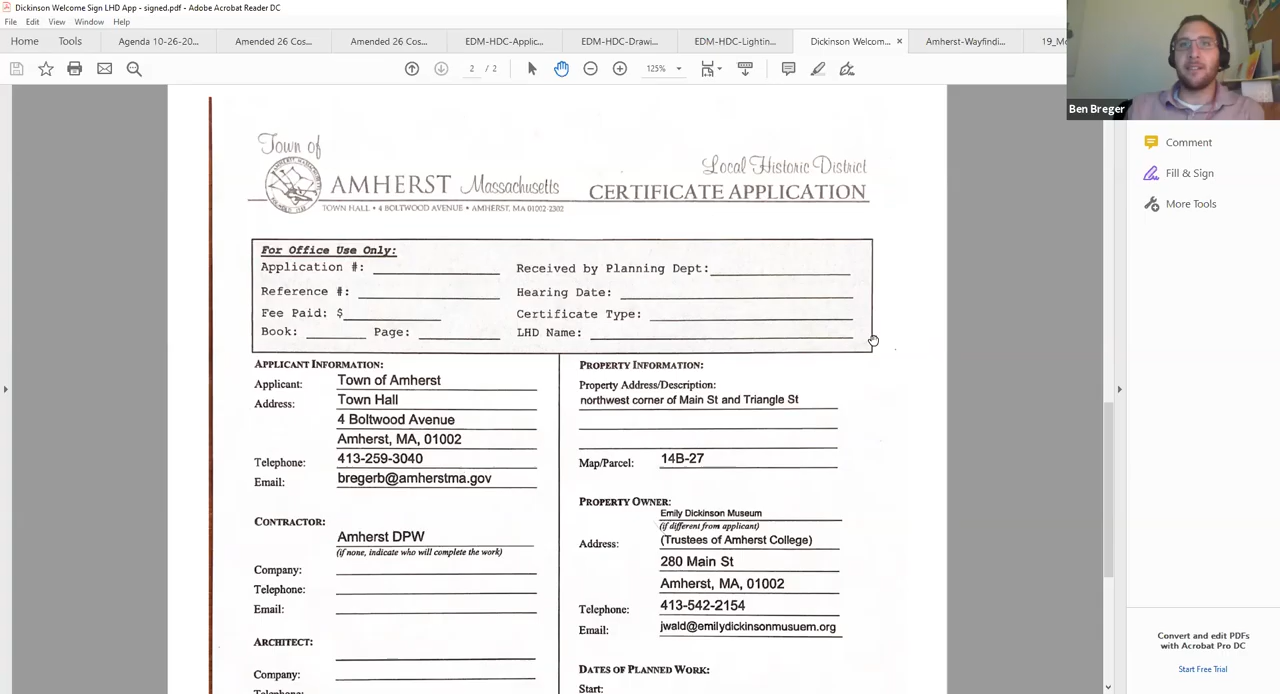 Dickinson Welcome Sign LHD App - signed.pdf - Adobe Acrobat Reader DC
File Edit View Window Help
Home Tools Agenda 10-26-20... Amended 26 Cos... Amended 26 Cos... EDM-HDC-Applic... EDM-HDC-Drawi... EDM-HDC-Lightin... Dickinson Welcom... Amherst-Wayfindi...
2 / 2 125%
Ben Breger
Comment
Fill & Sign
More Tools
Town of
AMHERST Massachusetts
TOWN HALL • 4 BOLTWOOD AVENUE • AMHERST, MA 01002-2302
Local Historic District
CERTIFICATE APPLICATION
For Office Use Only:
Application #: Received by Planning Dept:
Reference #: Hearing Date:
Fee Paid: $ Certificate Type:
Book: Page: LHD Name:
APPLICANT INFORMATION:
Applicant: Town of Amherst
Address: Town Hall
4 Boltwood Avenue
Amherst, MA, 01002
Telephone: 413-259-3040
Email: bregerb@amherstma.gov
CONTRACTOR:
Amherst DPW
(if none, indicate who will complete the work)
Company:
Telephone:
Email:
ARCHITECT:
Company:
PROPERTY INFORMATION:
Property Address/Description:
northwest corner of Main St and Triangle St
Map/Parcel: 14B-27
PROPERTY OWNER:
Emily Dickinson Museum
(if different from applicant)
Address: (Trustees of Amherst College)
280 Main St
Amherst, MA, 01002
Telephone: 413-542-2154
Email: jwald@emilydickinsonmusuem.org
DATES OF PLANNED WORK:
Start:
Convert and edit PDFs
with Acrobat Pro DC
Start Free Trial